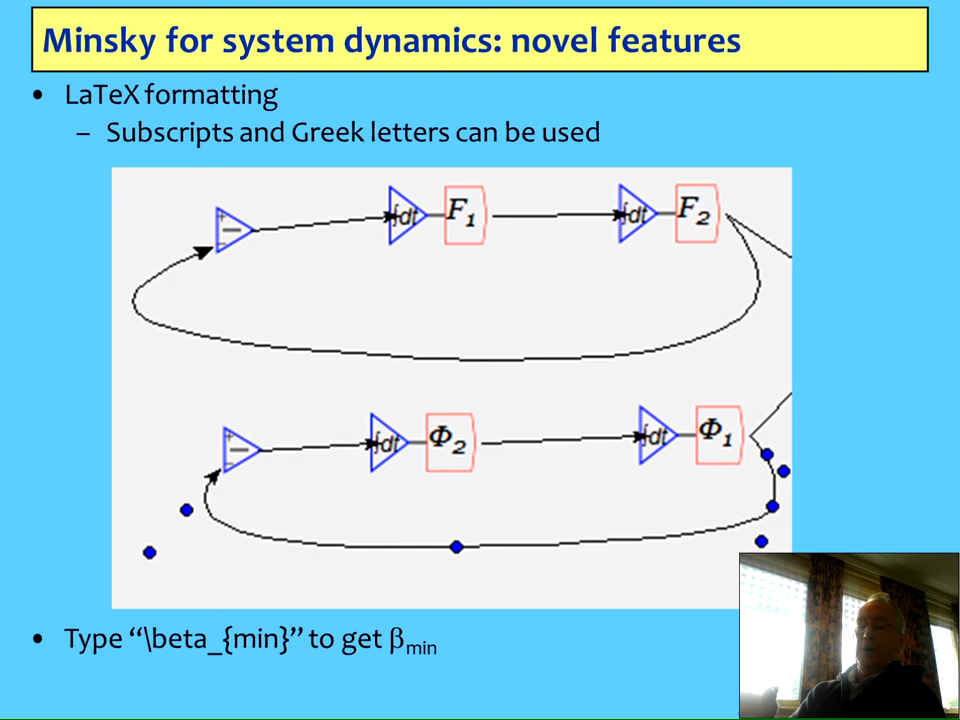 Minsky for system dynamics: novel features
• LaTeX formatting
– Subscripts and Greek letters can be used
+ − − ∫dt F₁ ∫dt F₂
+ − − ∫dt Φ₂ ∫dt Φ₁
• Type “\beta_{min}” to get βₘᵢₙ